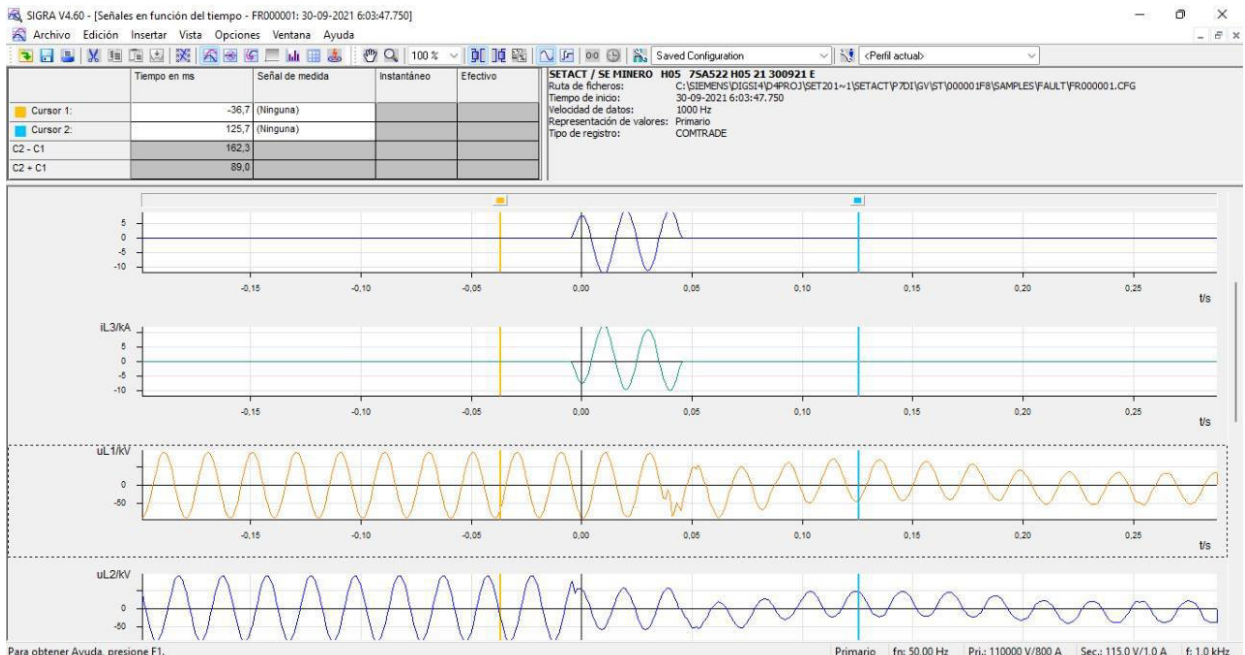 SIGRA V4.60 - [Señales en función del tiempo - FR000001: 30-09-2021 6:03:47.750]
Archivo Edición Insertar Vista Opciones Ventana Ayuda
100 % Saved Configuration <Perfil actual>
Tiempo en ms Señal de medida Instantáneo Efectivo
Cursor 1: -36,7 (Ninguna)
Cursor 2: 125,7 (Ninguna)
C2 - C1 162,3
C2 + C1 89,0
SETACT / SE MINERO H05 7SA522 H05 21 300921 E
Ruta de ficheros: C:\SIEMENS\DIGSI4\D4PROJ\SET201~1\SETACT\P7DI\GV\ST\000001F8\SAMPLES\FAULT\FR000001.CFG
Tiempo de inicio: 30-09-2021 6:03:47.750
Velocidad de datos: 1000 Hz
Representación de valores: Primario
Tipo de registro: COMTRADE
5
0
-5
-10
-0,15 -0,10 -0,05 0,00 0,05 0,10 0,15 0,20 0,25
t/s
iL3/kA
5
0
-5
-10
-0,15 -0,10 -0,05 0,00 0,05 0,10 0,15 0,20 0,25
t/s
uL1/kV
0
-50
-0,15 -0,10 -0,05 0,00 0,05 0,10 0,15 0,20 0,25
t/s
uL2/kV
0
-50
Para obtener Ayuda, presione F1. Primario fn: 50.00 Hz Pri.: 110000 V/800 A Sec.: 115.0 V/1.0 A f: 1.0 kHz